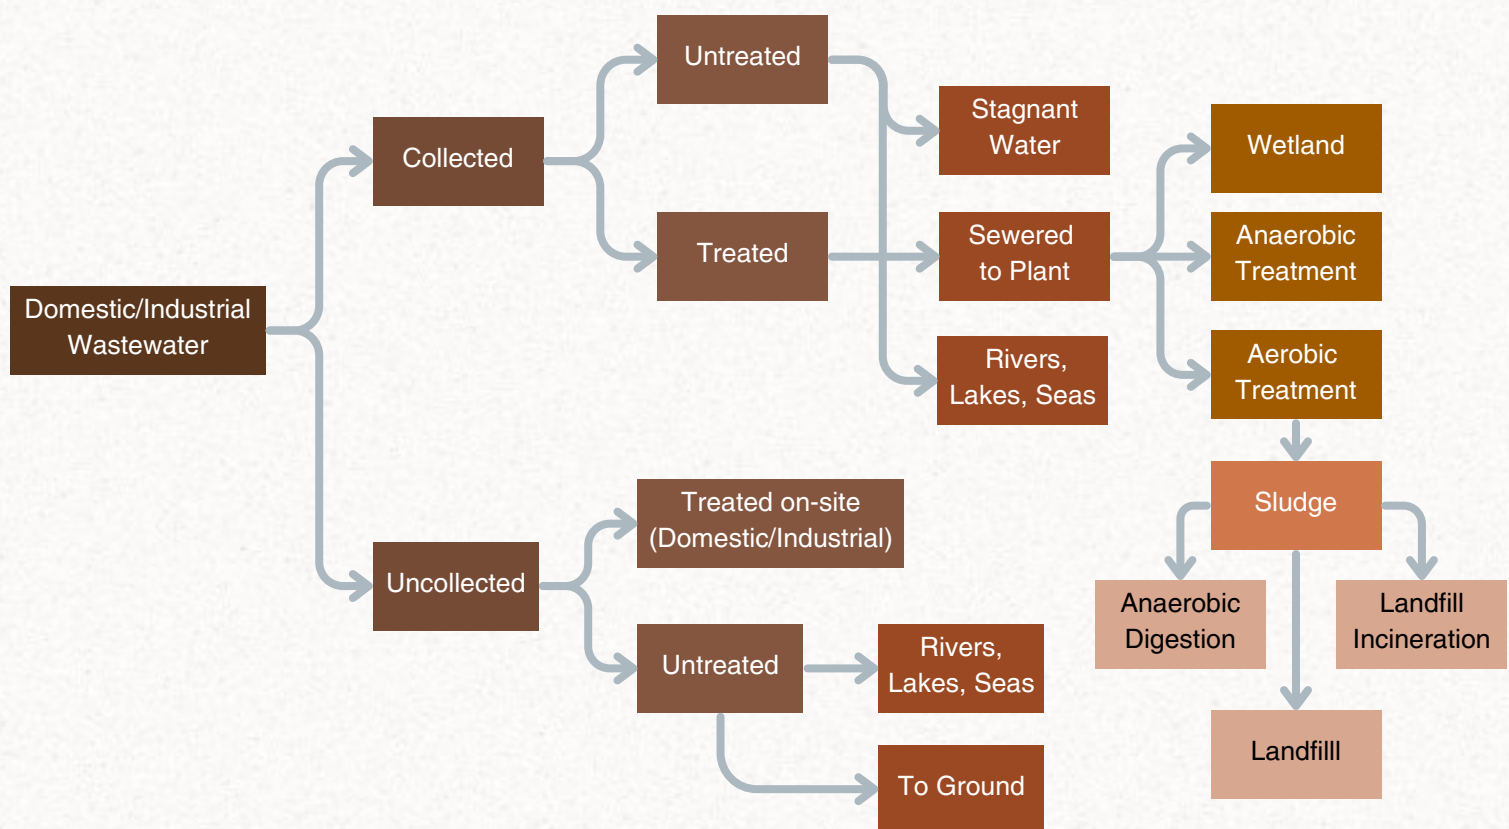 Untreated
Stagnant
Water
Wetland
Collected
Treated
Sewered
to Plant
Anaerobic
Treatment
Domestic/Industrial
Wastewater
Rivers,
Lakes, Seas
Aerobic
Treatment
Treated on-site
(Domestic/Industrial)
Sludge
Uncollected
Anaerobic
Digestion
Landfill
Incineration
Untreated
Rivers,
Lakes, Seas
Landfilll
To Ground